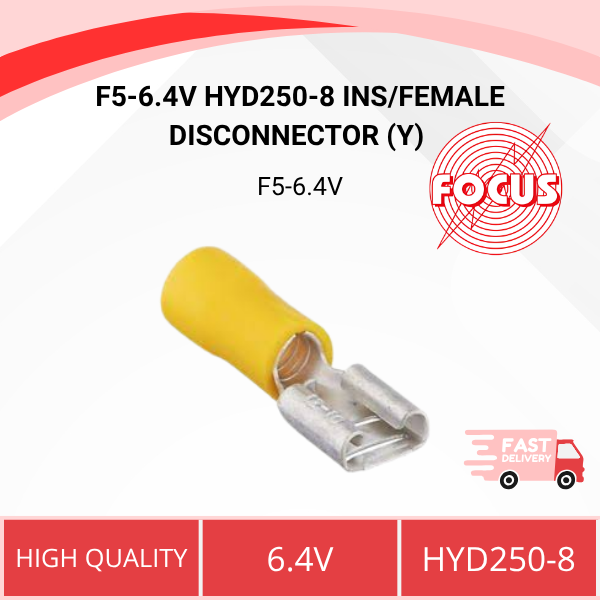 F5-6.4V HYD250-8 INS/FEMALE
DISCONNECTOR (Y)
F5-6.4V
FOCUS
FAST
DELIVERY
HIGH QUALITY
6.4V
HYD250-8